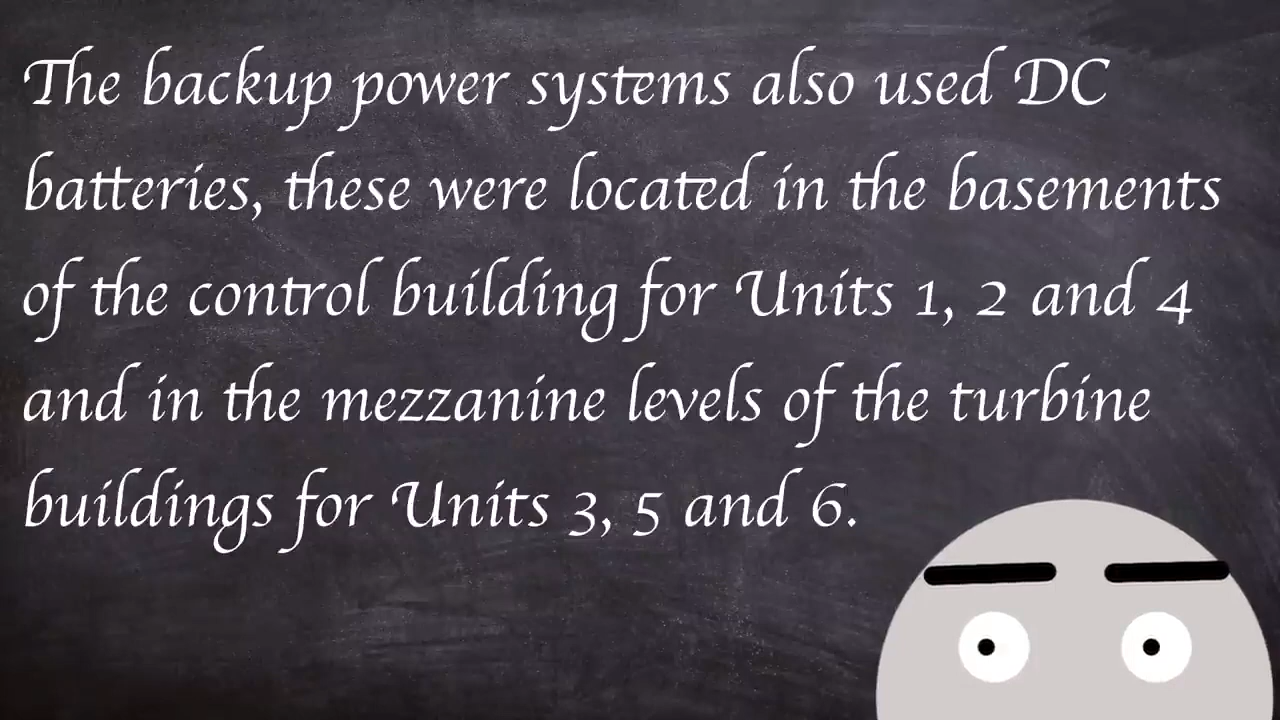 The backup power systems also used DC
batteries, these were located in the basements
of the control building for Units 1, 2 and 4
and in the mezzanine levels of the turbine
buildings for Units 3, 5 and 6.